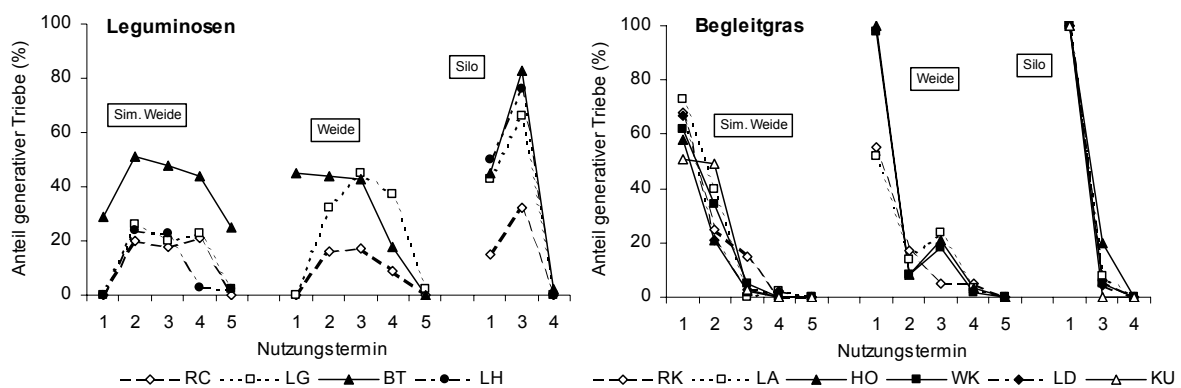 Leguminosen
Anteil generativer Triebe (%)
100
80
60
40
20
0
Sim. Weide
Weide
Silo
1 2 3 4 5 1 2 3 4 5 1 3 4
Nutzungstermin
RC LG BT LH
Begleitgras
Anteil generativer Triebe (%)
100
80
60
40
20
0
Sim. Weide
Weide
Silo
1 2 3 4 5 1 2 3 4 5 1 3 4
Nutzungstermin
RK LA HO WK LD KU